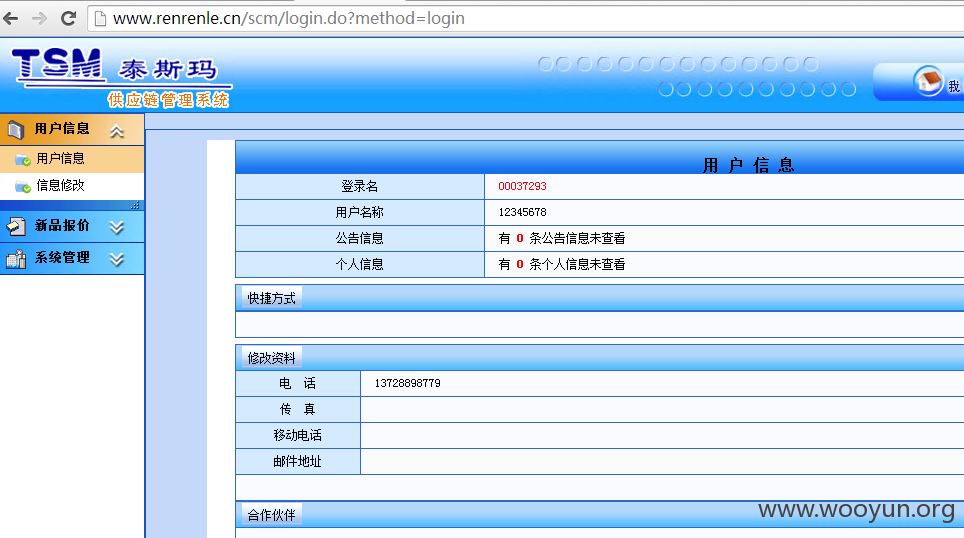 www.renrenle.cn/scm/login.do?method=login
TSM 泰斯玛
供应链管理系统
我
用户信息
用户信息
信息修改
新品报价
系统管理
用 户 信 息
登录名 00037293
用户名称 12345678
公告信息 有 0 条公告信息未查看
个人信息 有 0 条个人信息未查看
快捷方式
修改资料
电 话 13728898779
传 真
移动电话
邮件地址
合作伙伴
www.wooyun.org